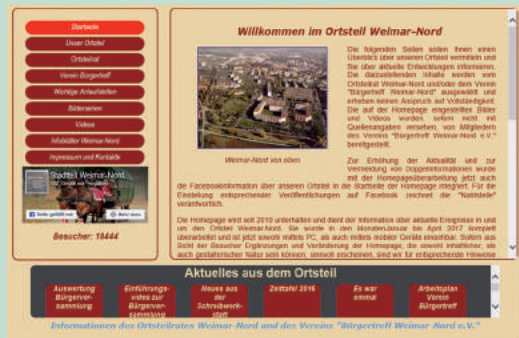 Startseite
Unser Ortsteil
Ortsteilrat
Verein Bürgertreff
Wichtige Anlaufstellen
Bilderserien
Videos
Infoblätter Weimar-Nord
Impressum und Kontakte
Stadtteil Weimar-Nord
Besucher: 18444
Willkommen im Ortsteil Weimar-Nord
Die folgenden Seiten sollen Ihnen einen
Überblick über unseren Ortsteil vermitteln und
Sie über aktuelle Entwicklungen informieren.
Die darzustellenden Inhalte werden vom
Ortsteilrat Weimar-Nord und/oder dem Verein
"Bürgertreff Weimar-Nord" ausgewählt und
erheben keinen Anspruch auf Vollständigkeit.
Die auf der Homepage eingestellten Bilder
und Videos wurden, sofern nicht mit
Quellenangaben versehen, von Mitgliedern
des Vereins "Bürgertreff Weimar-Nord e.V."
bereitgestellt.
Weimar-Nord von oben
Zur Erhöhung der Aktualität und zur
Vermeidung von Doppelinformationen wurde
mit der Homepageüberarbeitung jetzt auch
die Facebookinformation über unseren Ortsteil in die Startseite der Homepage integriert. Für die
Einstellung entsprechender Veröffentlichungen auf Facebook zeichnet die
verantwortlich.
Die Homepage wird seit 2010 unterhalten und dient der Information über aktuelle Ereignisse in und
um den Ortsteil Weimar-Nord. Sie wurde in den Monaten Januar bis April 2017 komplett
überarbeitet und ist jetzt sowohl mittels PC, als auch mittels mobiler Geräte einsehbar. Sofern aus
Sicht der Besucher Ergänzungen und Veränderung der Homepage, die sowohl inhaltlicher, als
auch gestalterischer Natur sein können, sinnvoll erscheinen, sind wir für entsprechende Hinweise
Aktuelles aus dem Ortsteil
Auswertung
Bürgerver-
sammlung
Einführungs-
video zur
Bürgerver-
sammlung
Neues aus
der
Schreibwerk-
statt
Zeittafel 2016
Es war
einmal
Arbeitsplan
Verein
Bürgertreff
Informationen des Ortsteilrates Weimar-Nord und des Vereins "Bürgertreff Weimar-Nord e.V."